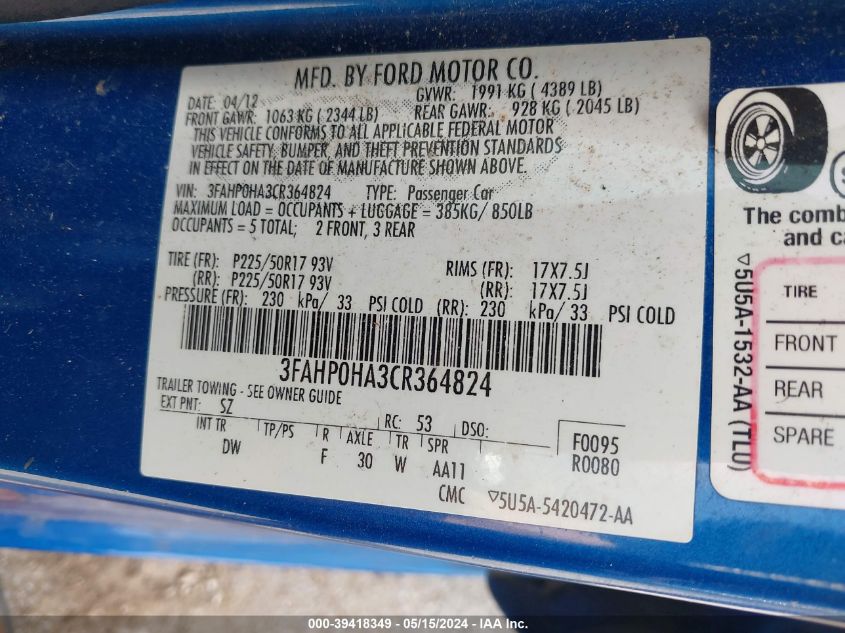 MFD. BY FORD MOTOR CO.
DATE: 04/12 GVWR: 1991 KG ( 4389 LB)
FRONT GAWR: 1063 KG ( 2344 LB) REAR GAWR: 928 KG ( 2045 LB)
THIS VEHICLE CONFORMS TO ALL APPLICABLE FEDERAL MOTOR
VEHICLE SAFETY, BUMPER, AND THEFT PREVENTION STANDARDS
IN EFFECT ON THE DATE OF MANUFACTURE SHOWN ABOVE.
VIN: 3FAHP0HA3CR364824 TYPE: Passenger Car
MAXIMUM LOAD = OCCUPANTS + LUGGAGE = 385KG/ 850LB
OCCUPANTS = 5 TOTAL; 2 FRONT, 3 REAR
TIRE (FR): P225/50R17 93V RIMS (FR): 17X7.5J
(RR): P225/50R17 93V (RR): 17X7.5J
PRESSURE (FR): 230 kPa/ 33 PSI COLD (RR): 230 kPa/ 33 PSI COLD
3FAHP0HA3CR364824
TRAILER TOWING - SEE OWNER GUIDE
EXT PNT: SZ RC: 53 DSO:
INT TR TP/PS R AXLE TR SPR F0095
DW F 30 W AA11 R0080
CMC ▽5U5A-5420472-AA
The comb
and ca
▽5U5A-1532-AA (TLU)
TIRE
FRONT
REAR
SPARE
000-39418349 - 05/15/2024 - IAA Inc.